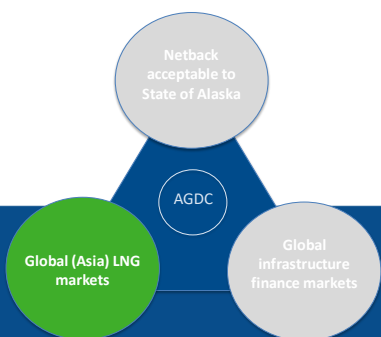 Netback
acceptable to
State of Alaska
AGDC
Global (Asia) LNG
markets
Global
infrastructure
finance markets